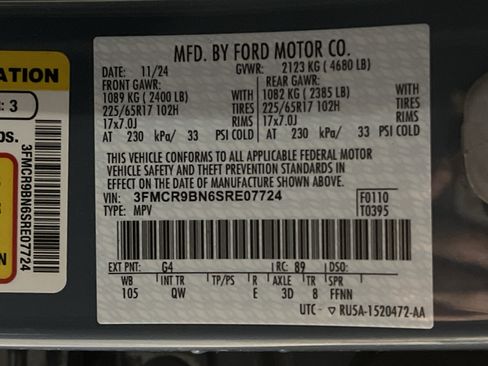 ATION
: 3
bs.
3FMCR9BN6SRE07724
MFD. BY FORD MOTOR CO.
DATE: 11/24 GVWR: 2123 KG ( 4680 LB)
FRONT GAWR: REAR GAWR:
1089 KG ( 2400 LB) 1082 KG ( 2385 LB)
225/65R17 102H TIRES 225/65R17 102H
17x7.0J RIMS 17x7.0J
AT 230 kPa/ 33 PSI COLD AT 230 kPa/ 33 PSI COLD
TIRES
RIMS
THIS VEHICLE CONFORMS TO ALL APPLICABLE FEDERAL MOTOR
VEHICLE SAFETY AND THEFT PREVENTION STANDARDS IN
EFFECT ON THE DATE OF MANUFACTURE SHOWN ABOVE.
VIN: 3FMCR9BN6SRE07724 F0110
TYPE: MPV T0395
EXT PNT: G4 RC: 89 DSO:
WB INT TR TP/PS R AXLE TR SPR
105 QW E 3D 8 FFNN
UTC- ▽ RU5A-1520472-AA